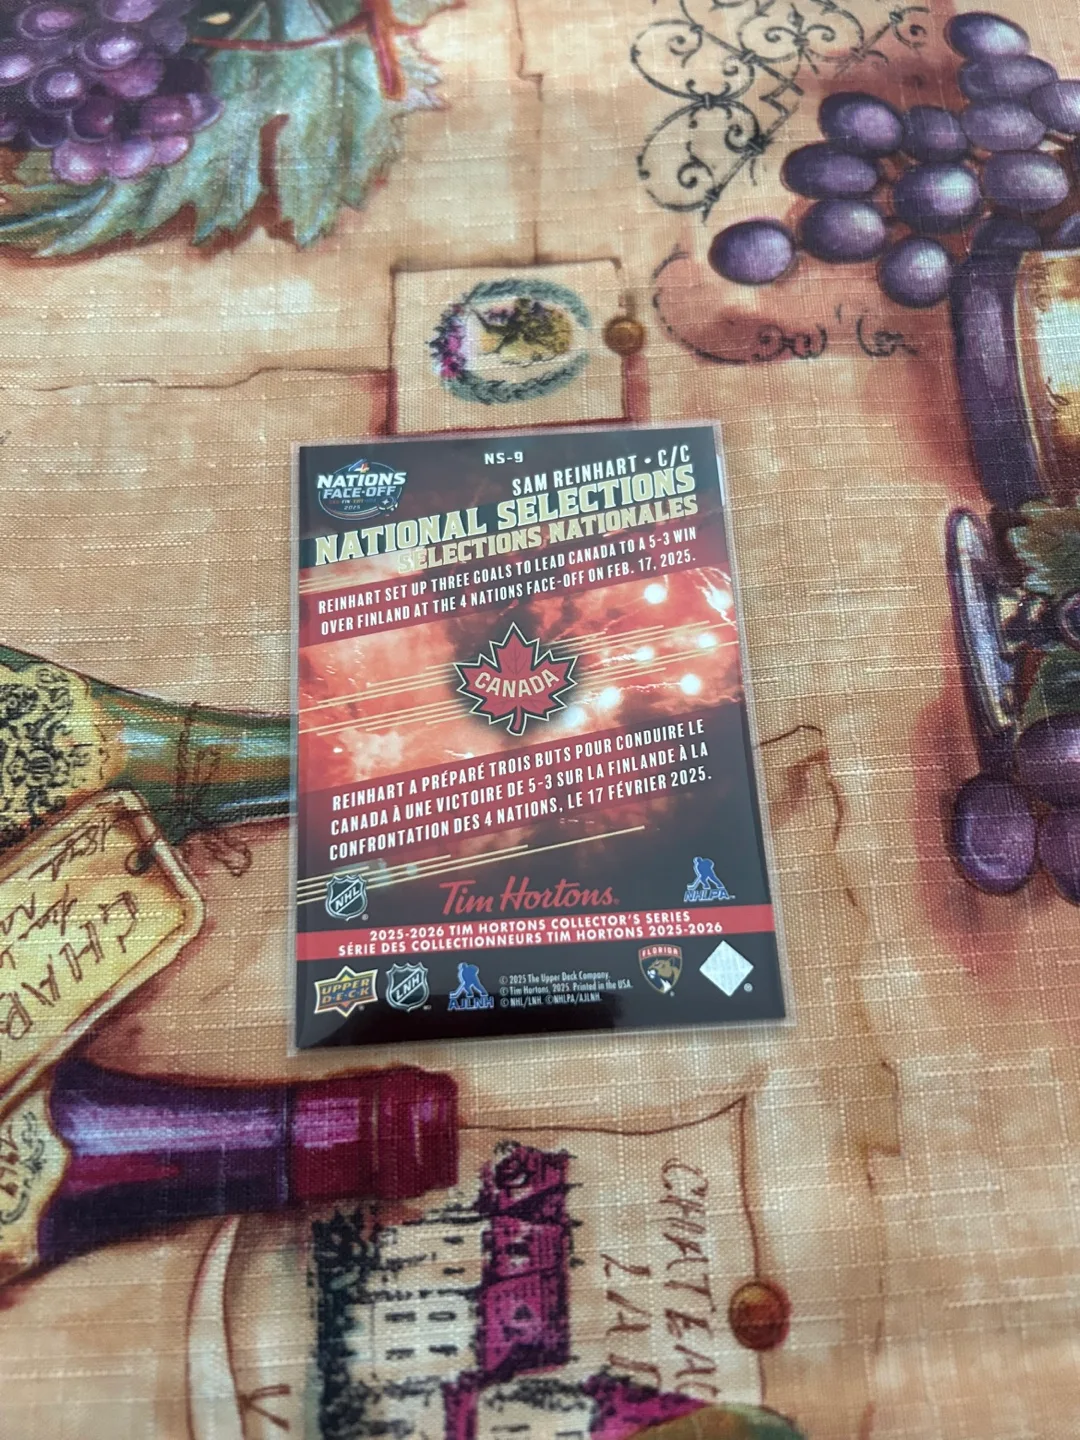 NS-9
NATIONS
FACE-OFF
2025
SAM REINHART • C/C
NATIONAL SELECTIONS
SÉLECTIONS NATIONALES
REINHART SET UP THREE GOALS TO LEAD CANADA TO A 5-3 WIN
OVER FINLAND AT THE 4 NATIONS FACE-OFF ON FEB. 17, 2025.
CANADA
REINHART A PRÉPARÉ TROIS BUTS POUR CONDUIRE LE
CANADA À UNE VICTOIRE DE 5-3 SUR LA FINLANDE À LA
CONFRONTATION DES 4 NATIONS, LE 17 FÉVRIER 2025.
NHL
Tim Hortons®
NHLPA
2025-2026 TIM HORTONS COLLECTOR'S SERIES
SÉRIE DES COLLECTIONNEURS TIM HORTONS 2025-2026
UPPER
DECK
LNH
AJLNH
© 2025 The Upper Deck Company.
© Tim Hortons, 2025. Printed in the USA.
© NHL/LNH. ©NHLPA/AJLNH.
FLORIDA
CHATEAU